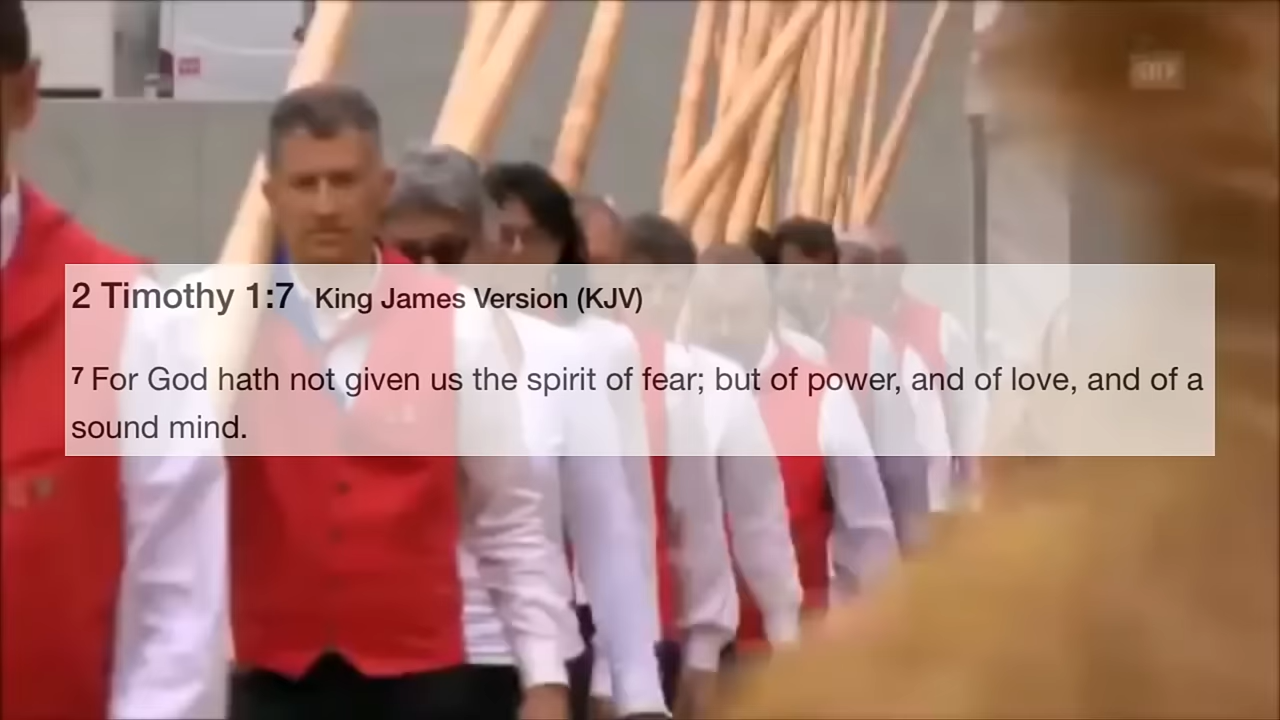 2 Timothy 1:7 King James Version (KJV)
7 For God hath not given us the spirit of fear; but of power, and of love, and of a
sound mind.